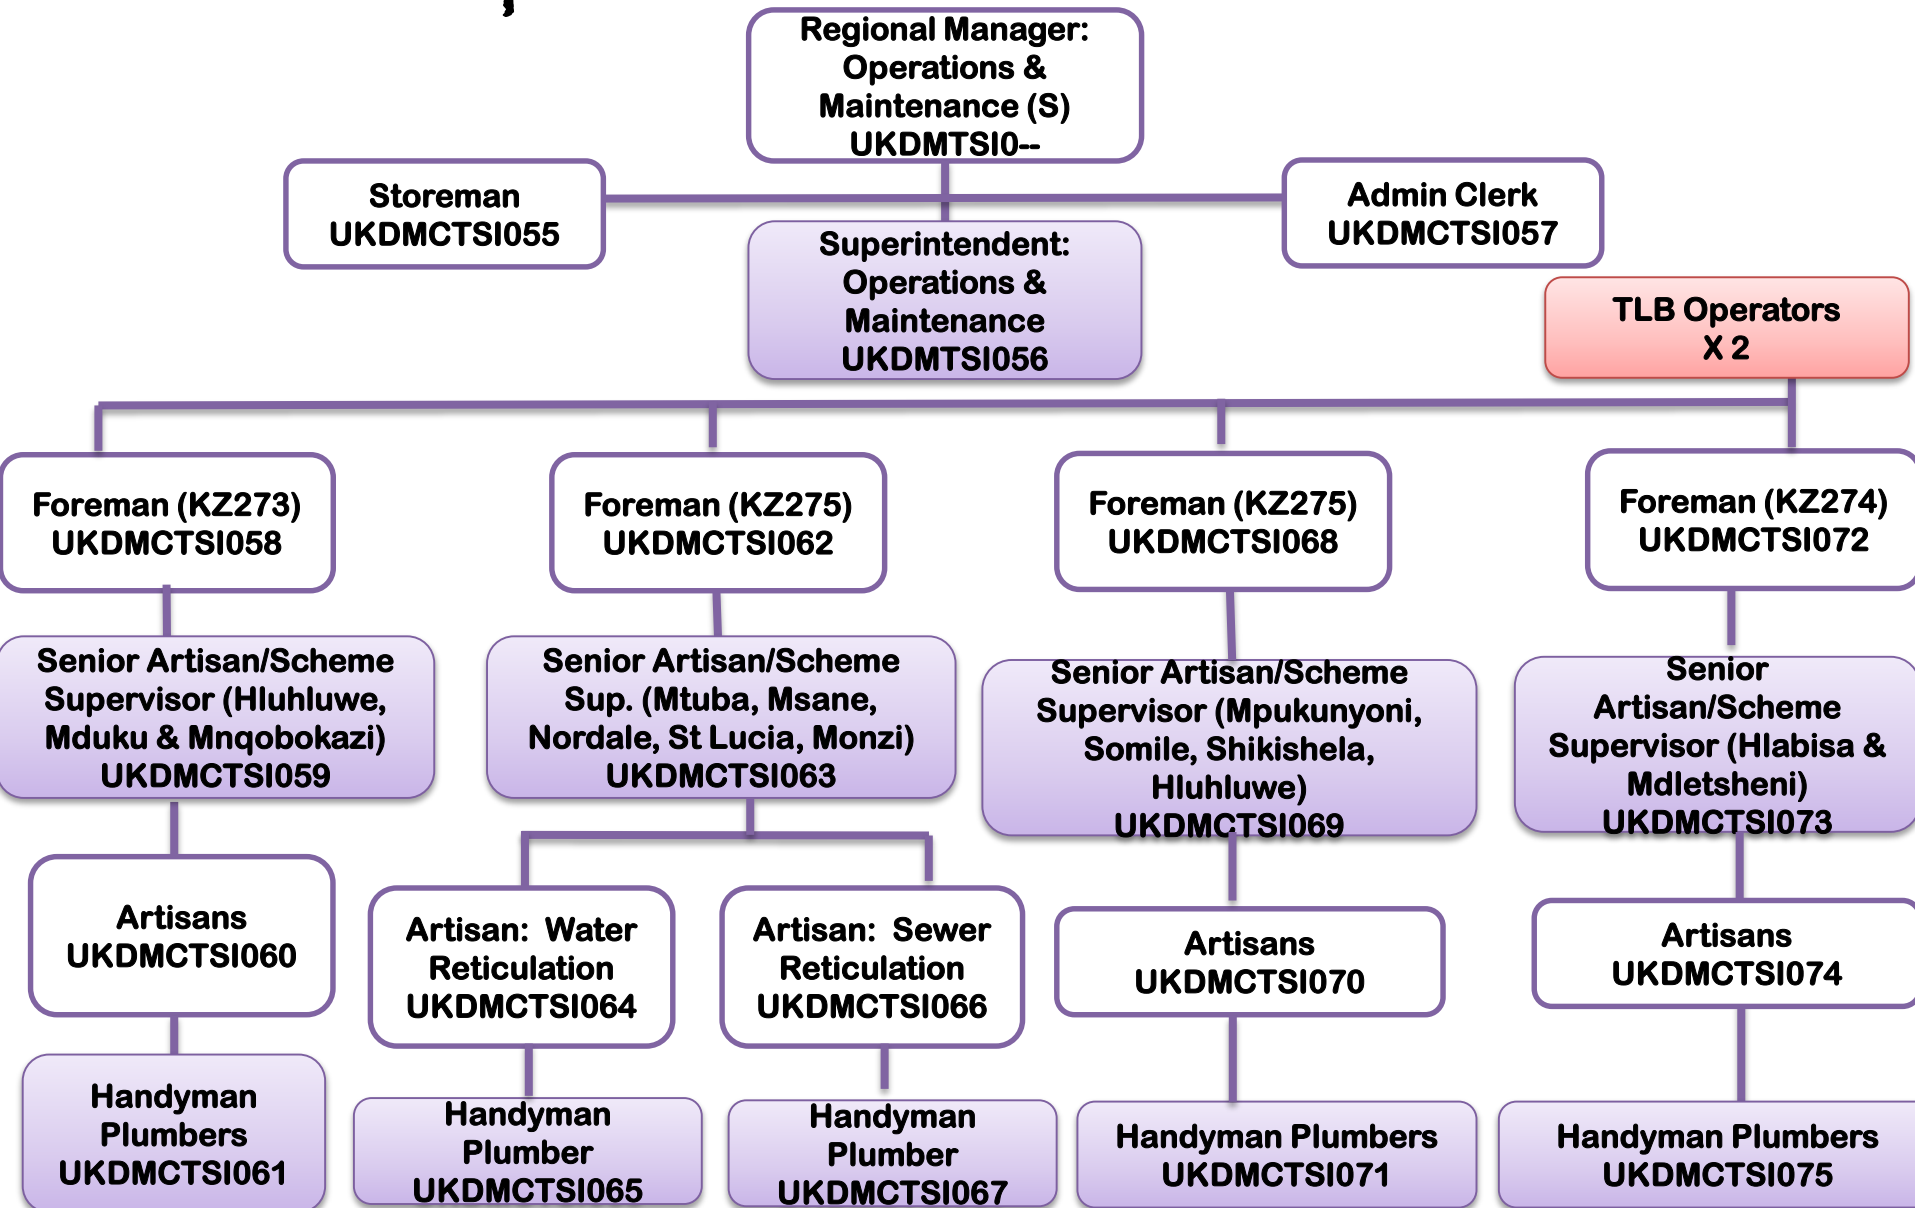 Regional Manager:
Operations &
Maintenance (S)
UKDMTSI0--
Storeman
UKDMCTSI055
Admin Clerk
UKDMCTSI057
Superintendent:
Operations &
Maintenance
UKDMTSI056
TLB Operators
X 2
Foreman (KZ273)
UKDMCTSI058
Foreman (KZ275)
UKDMCTSI062
Foreman (KZ275)
UKDMCTSI068
Foreman (KZ274)
UKDMCTSI072
Senior Artisan/Scheme
Supervisor (Hluhluwe,
Mduku & Mnqobokazi)
UKDMCTSI059
Senior Artisan/Scheme
Sup. (Mtuba, Msane,
Nordale, St Lucia, Monzi)
UKDMCTSI063
Senior Artisan/Scheme
Supervisor (Mpukunyoni,
Somile, Shikishela,
Hluhluwe)
UKDMCTSI069
Senior
Artisan/Scheme
Supervisor (Hlabisa &
Mdletsheni)
UKDMCTSI073
Artisans
UKDMCTSI060
Artisan:  Water
Reticulation
UKDMCTSI064
Artisan:  Sewer
Reticulation
UKDMCTSI066
Artisans
UKDMCTSI070
Artisans
UKDMCTSI074
Handyman
Plumbers
UKDMCTSI061
Handyman
Plumber
UKDMCTSI065
Handyman
Plumber
UKDMCTSI067
Handyman Plumbers
UKDMCTSI071
Handyman Plumbers
UKDMCTSI075